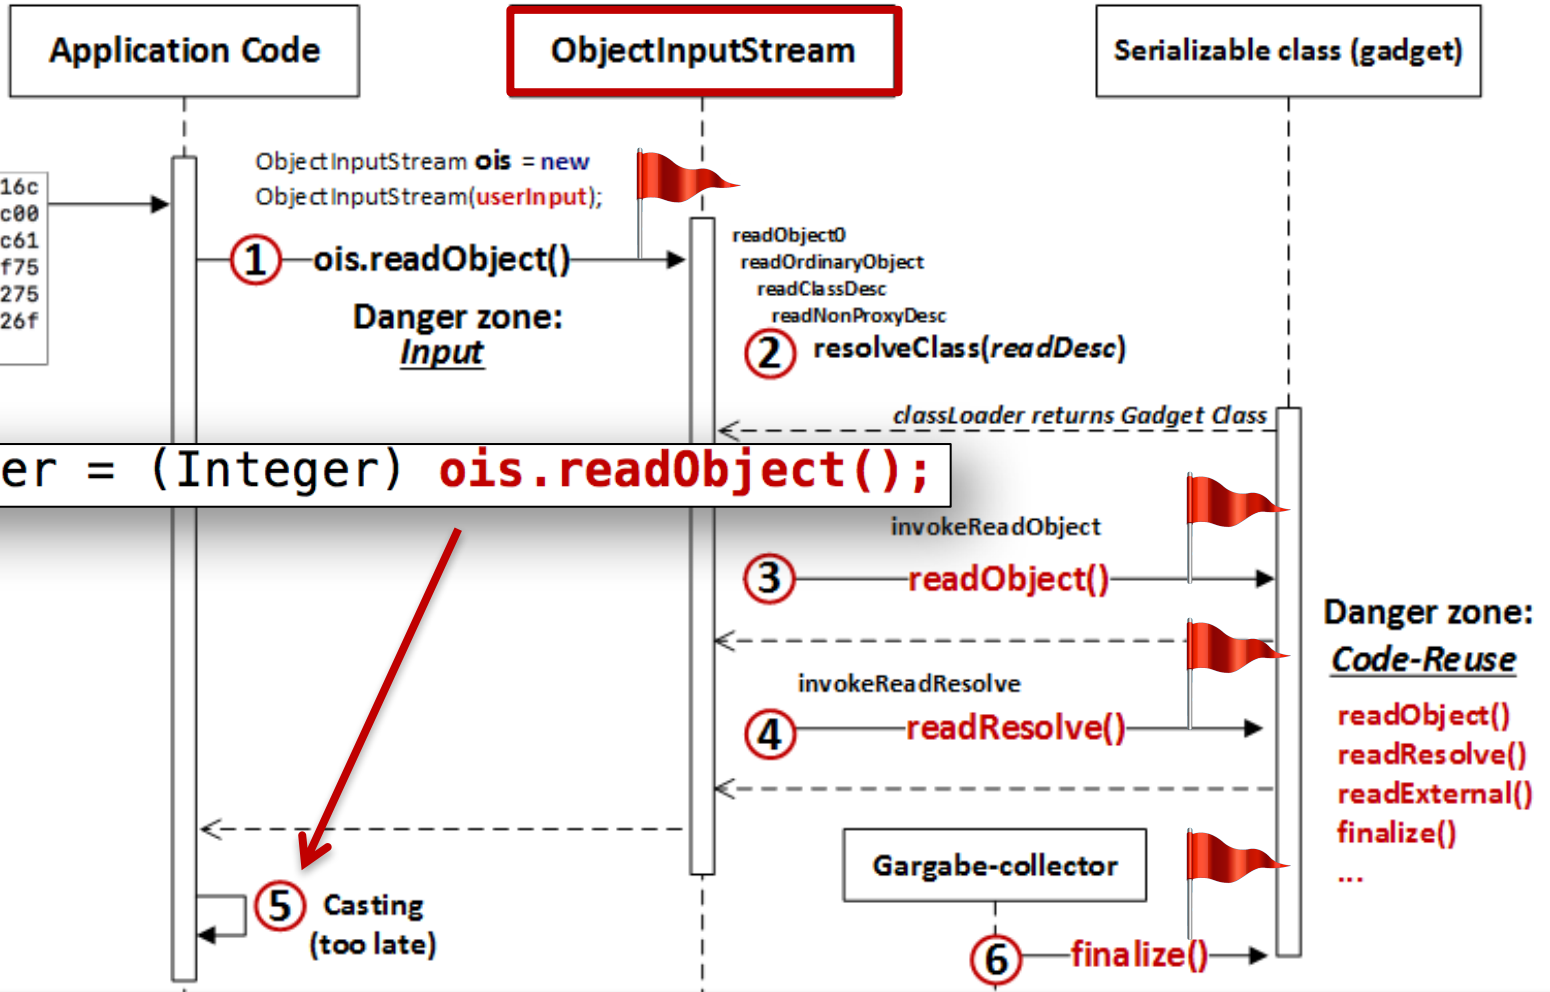 Application Code
ObjectInputStream
Serializable class (gadget)
ObjectInputStream ois = new
ObjectInputStream(userInput);
16c
c00
c61
f75
275
26f
1 ois.readObject()
Danger zone:
Input
readObject0
readOrdinaryObject
readClassDesc
readNonProxyDesc
2 resolveClass(readDesc)
classLoader returns Gadget Class
er = (Integer) ois.readObject();
invokeReadObject
3 readObject()
invokeReadResolve
4 readResolve()
Danger zone:
Code-Reuse
readObject()
readResolve()
readExternal()
finalize()
...
5 Casting
(too late)
Gargabe-collector
6 finalize()